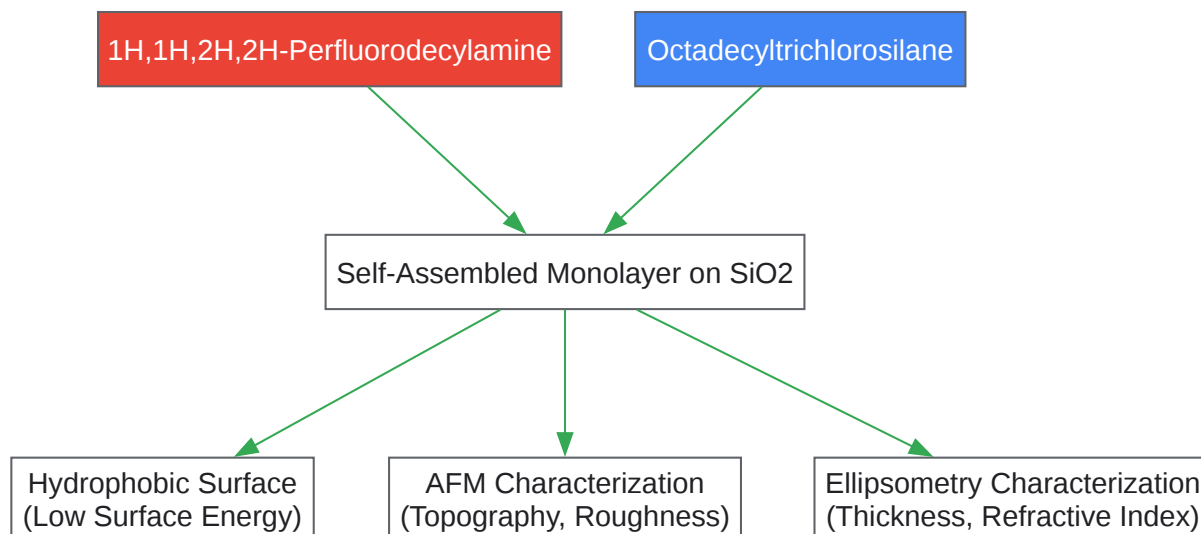 1H,1H,2H,2H-Perfluorodecylamine
Octadecyltrichlorosilane
Self-Assembled Monolayer on SiO2
Hydrophobic Surface
(Low Surface Energy)
AFM Characterization
(Topography, Roughness)
Ellipsometry Characterization
(Thickness, Refractive Index)